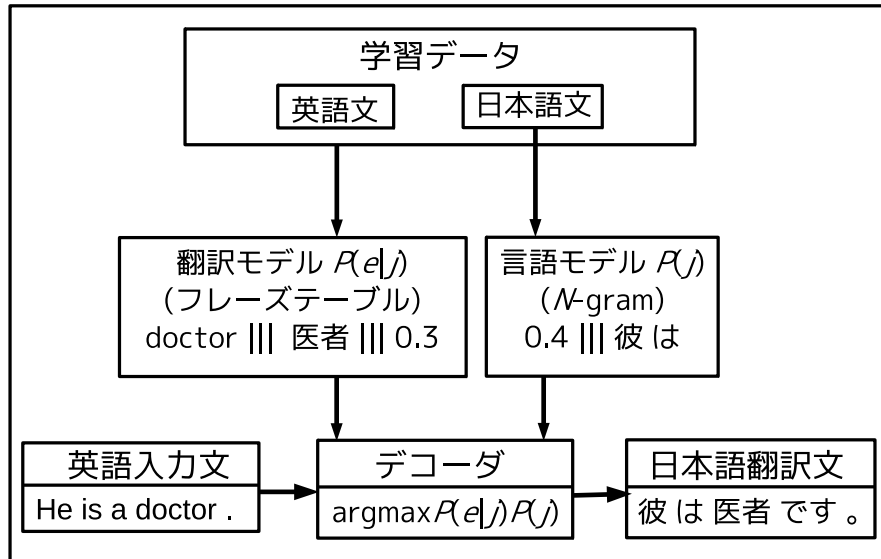 学習データ
英語文
日本語文
翻訳モデル P(e|j)
(フレーズテーブル)
doctor ||| 医者 ||| 0.3
言語モデル P(j)
(N-gram)
0.4 ||| 彼 は
英語入力文
He is a doctor .
デコーダ
argmaxP(e|j)P(j)
日本語翻訳文
彼 は 医者 です 。